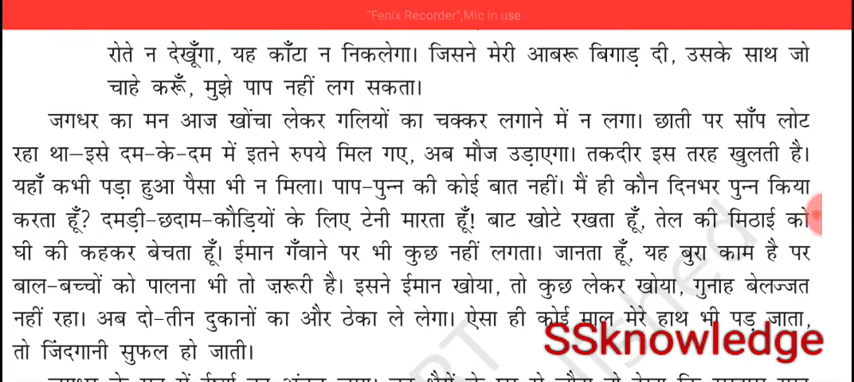 "Fenix Recorder",Mic in use
रोते न देखूँगा, यह काँटा न निकलेगा। जिसने मेरी आबरू बिगाड़ दी, उसके साथ जो
चाहे करूँ, मुझे पाप नहीं लग सकता।
जगधर का मन आज खोंचा लेकर गलियों का चक्कर लगाने में न लगा। छाती पर साँप लोट
रहा था—इसे दम-के-दम में इतने रुपये मिल गए, अब मौज उड़ाएगा। तकदीर इस तरह खुलती है।
यहाँ कभी पड़ा हुआ पैसा भी न मिला। पाप-पुन्न की कोई बात नहीं। मैं ही कौन दिनभर पुन्न किया
करता हूँ? दमड़ी-छदाम-कौड़ियों के लिए टेनी मारता हूँ! बाट खोटे रखता हूँ, तेल की मिठाई को
घी की कहकर बेचता हूँ। ईमान गँवाने पर भी कुछ नहीं लगता। जानता हूँ, यह बुरा काम है पर
बाल-बच्चों को पालना भी तो ज़रूरी है। इसने ईमान खोया, तो कुछ लेकर खोया, गुनाह बेलज्जत
नहीं रहा। अब दो-तीन दुकानों का और ठेका ले लेगा। ऐसा ही कोई माल मेरे हाथ भी पड़ जाता,
तो जिंदगानी सुफल हो जाती।
SSknowledge